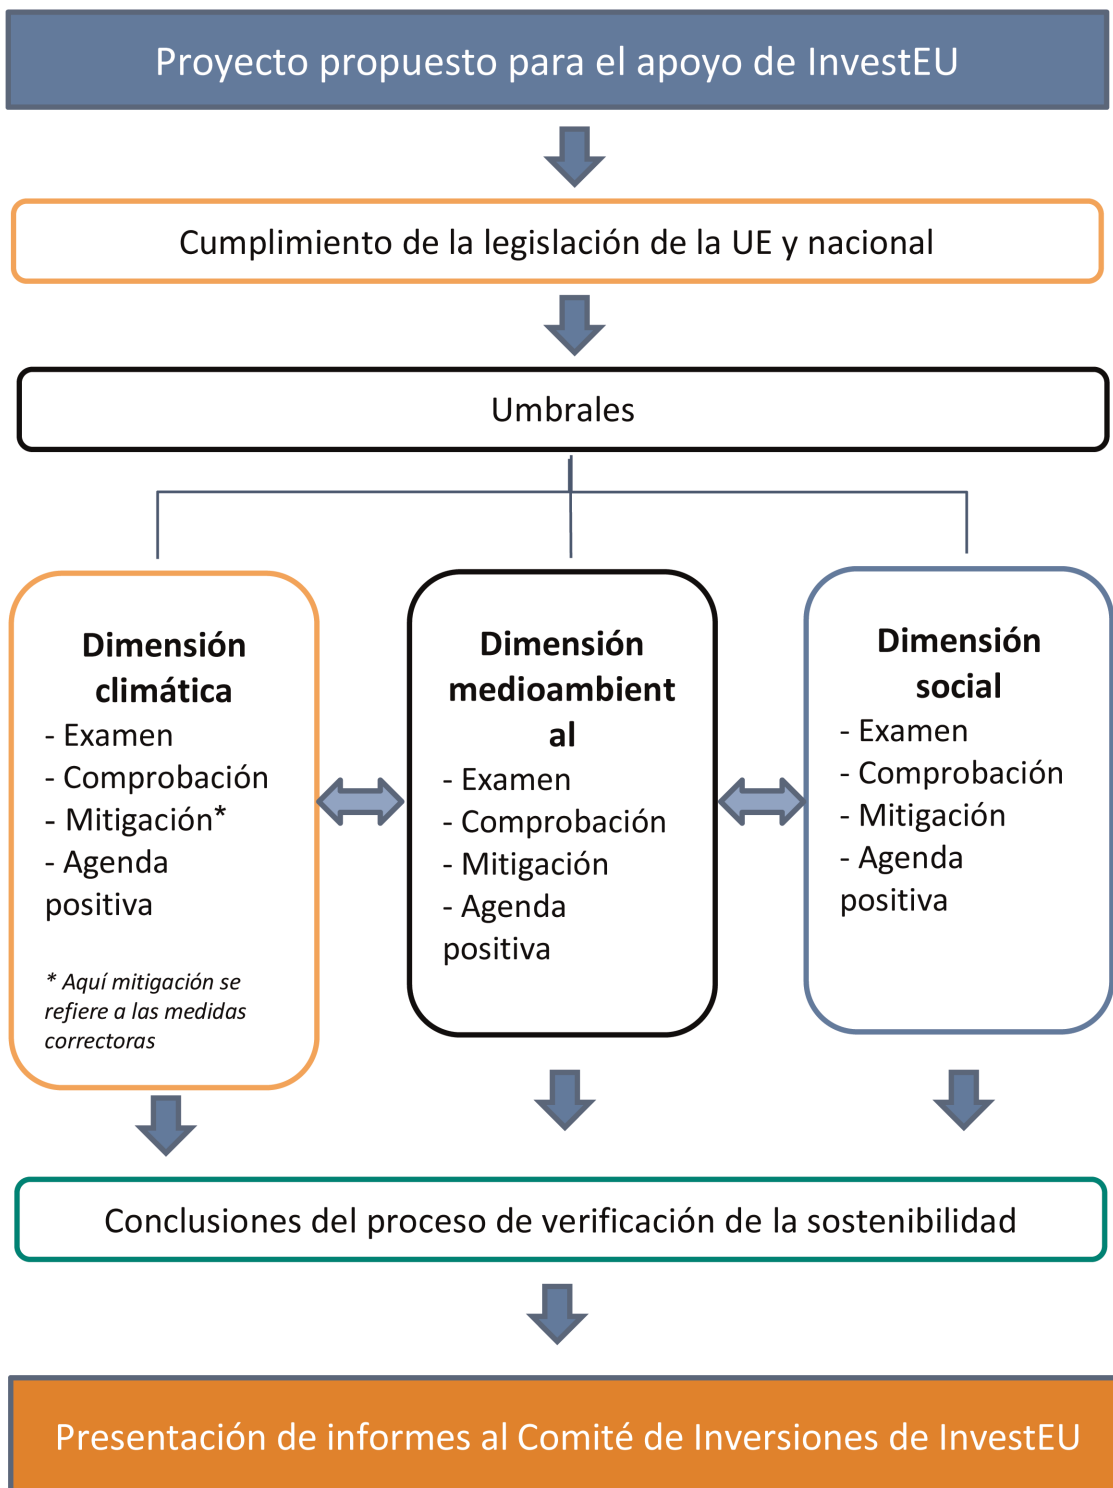 Proyecto propuesto para el apoyo de InvestEU
Cumplimiento de la legislación de la UE y nacional
Umbrales
Dimensión
climática
- Examen
- Comprobación
- Mitigación*
- Agenda
positiva
* Aquí mitigación se
refiere a las medidas
correctoras
Dimensión
medioambient
al
- Examen
- Comprobación
- Mitigación
- Agenda
positiva
Dimensión
social
- Examen
- Comprobación
- Mitigación
- Agenda
positiva
Conclusiones del proceso de verificación de la sostenibilidad
Presentación de informes al Comité de Inversiones de InvestEU